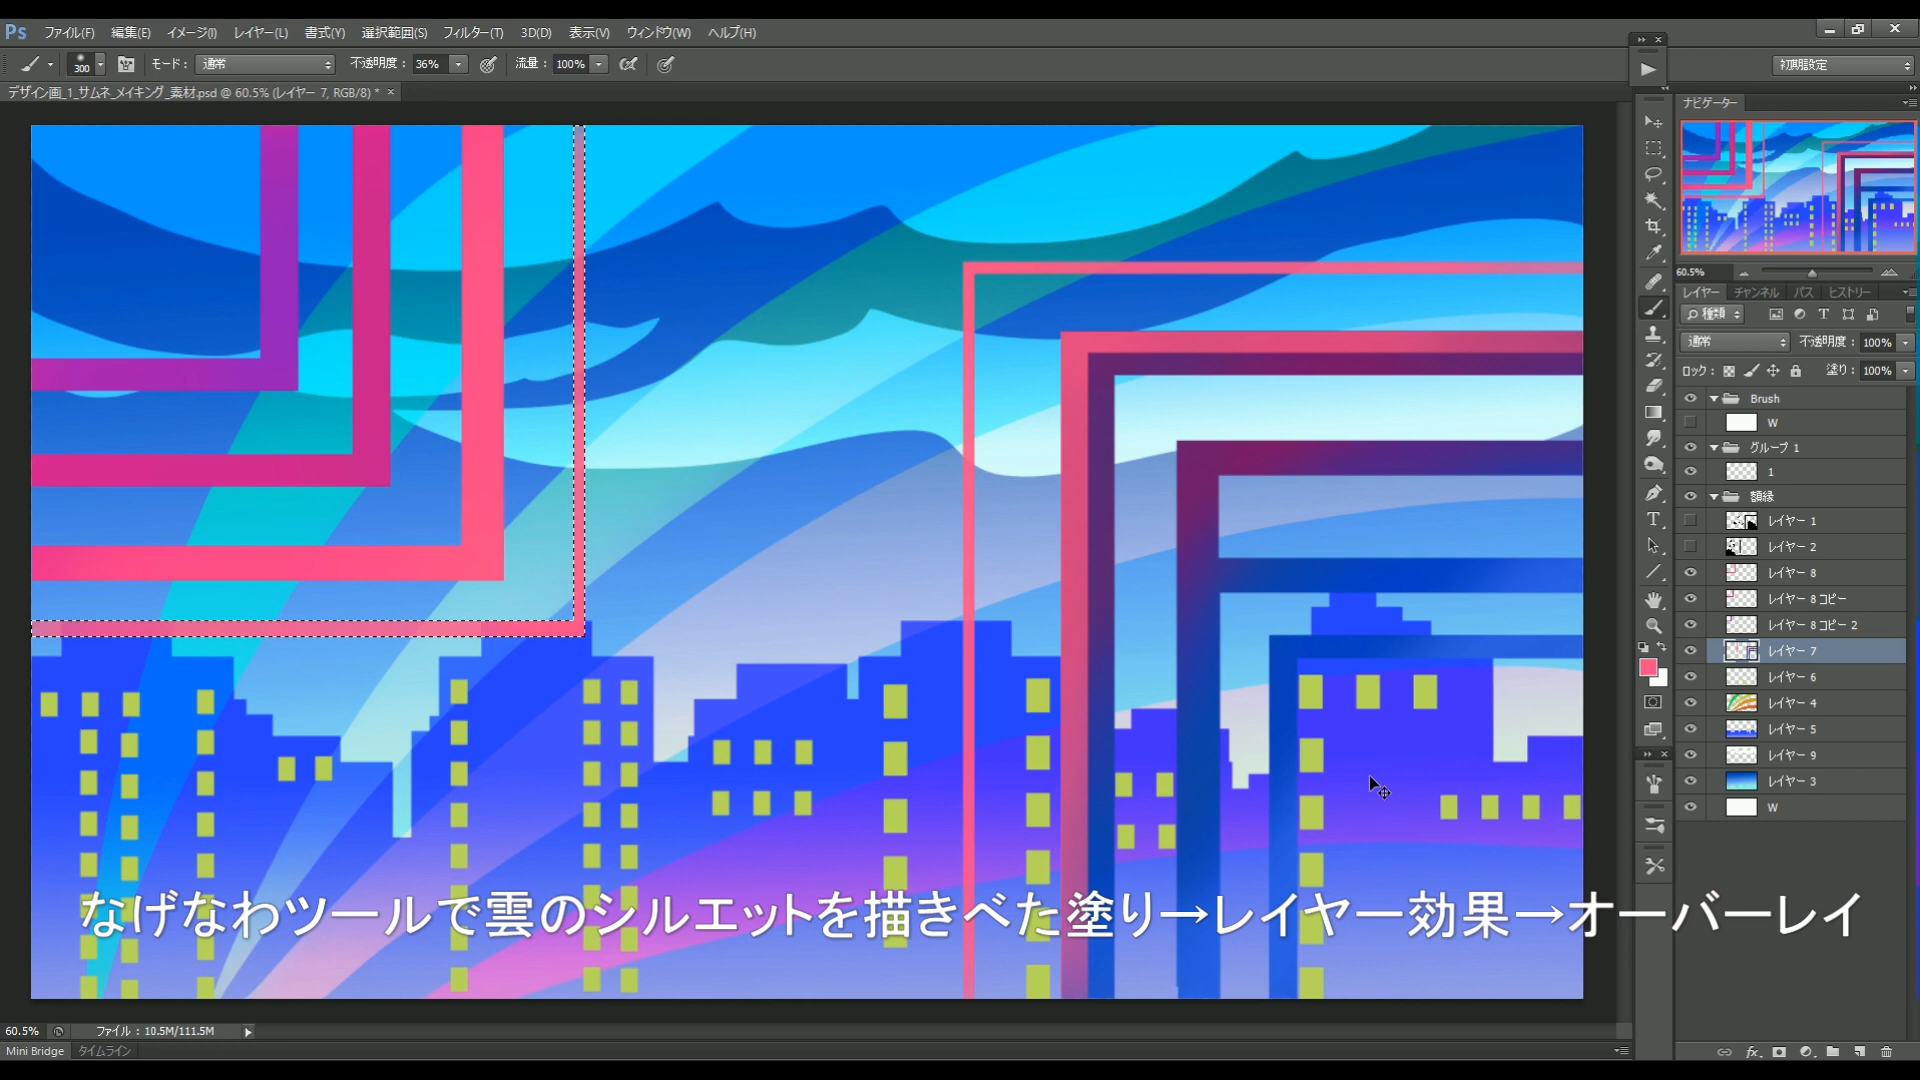 Ps ファイル(F) 編集(E) イメージ(I) レイヤー(L) 書式(Y) 選択範囲(S) フィルター(T) 3D(D) 表示(V) ウィンドウ(W) ヘルプ(H)
300 モード： 通常 不透明度： 36% 流量： 100% 初期設定
デザイン画_1_サムネ_メイキング_素材.psd @ 60.5% (レイヤー 7, RGB/8) * ×
ナビゲーター
60.5%
レイヤー チャンネル パス ヒストリー
種類
通常 不透明度： 100%
ロック： 塗り： 100%
Brush
W
グループ 1
1
額縁
レイヤー 1
レイヤー 2
レイヤー 8
レイヤー 8 コピー
レイヤー 8 コピー 2
レイヤー 7
レイヤー 6
レイヤー 4
レイヤー 5
レイヤー 9
レイヤー 3
W
なげなわツールで雲のシルエットを描きべた塗り→レイヤー効果→オーバーレイ
60.5% ファイル：10.5M/111.5M
Mini Bridge タイムライン